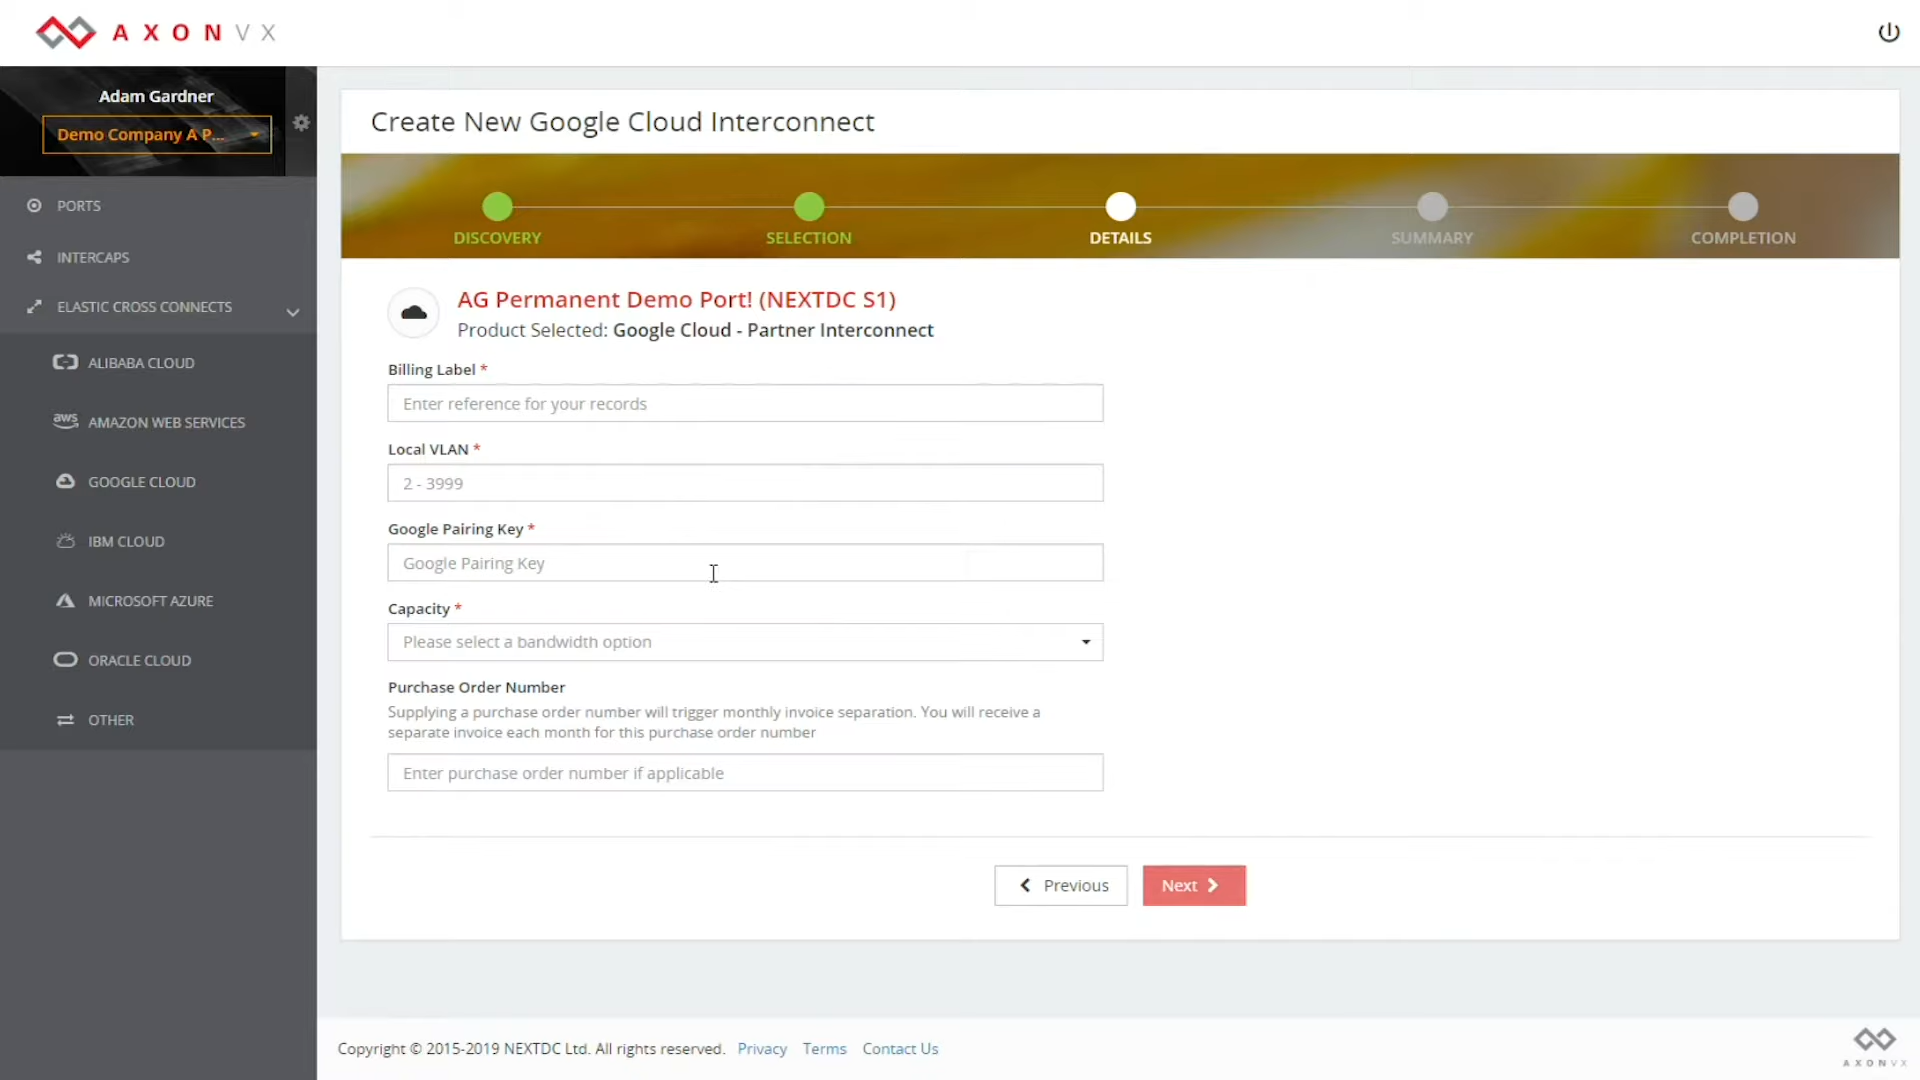 AXONVX
Adam Gardner
Demo Company A P...
PORTS
INTERCAPS
ELASTIC CROSS CONNECTS
ALIBABA CLOUD
aws AMAZON WEB SERVICES
GOOGLE CLOUD
IBM CLOUD
MICROSOFT AZURE
ORACLE CLOUD
OTHER
Create New Google Cloud Interconnect
DISCOVERY SELECTION DETAILS SUMMARY COMPLETION
AG Permanent Demo Port! (NEXTDC S1)
Product Selected: Google Cloud - Partner Interconnect
Billing Label *
Enter reference for your records
Local VLAN *
2 - 3999
Google Pairing Key *
Google Pairing Key
Capacity *
Please select a bandwidth option
Purchase Order Number
Supplying a purchase order number will trigger monthly invoice separation. You will receive a
separate invoice each month for this purchase order number
Enter purchase order number if applicable
Previous Next
Copyright © 2015-2019 NEXTDC Ltd. All rights reserved. Privacy Terms Contact Us
AXONVX